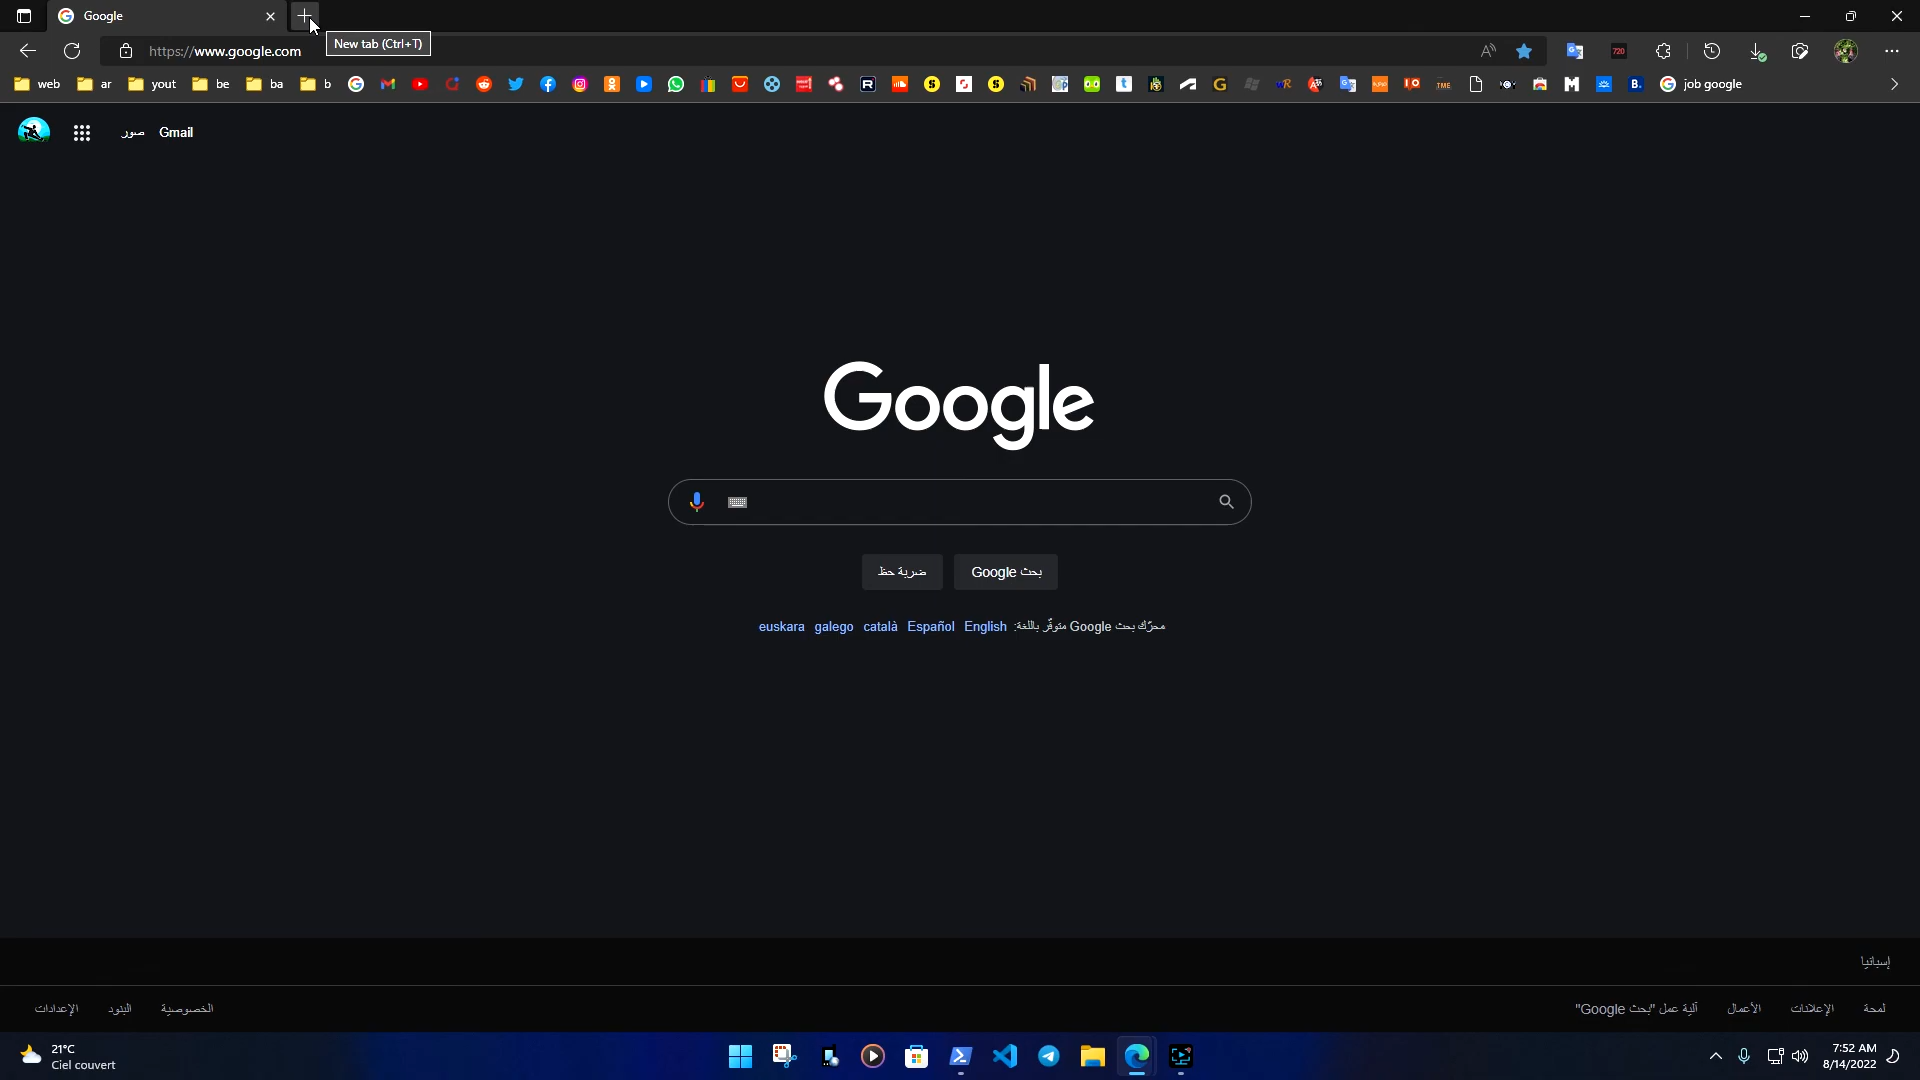 Google
New tab (Ctrl+T)
https://www.google.com
720
web
ar
yout
be
ba
b
job google
صور
Gmail
Google
ضربة حظ
بحث Google
محرّك بحث Google متوفّر باللغة: English Español català galego euskara
إسبانيا
لمحة
الإعلانات
الأعمال
آلية عمل "بحث Google"
الخصوصية
البنود
الإعدادات
21°C
Ciel couvert
7:52 AM
8/14/2022